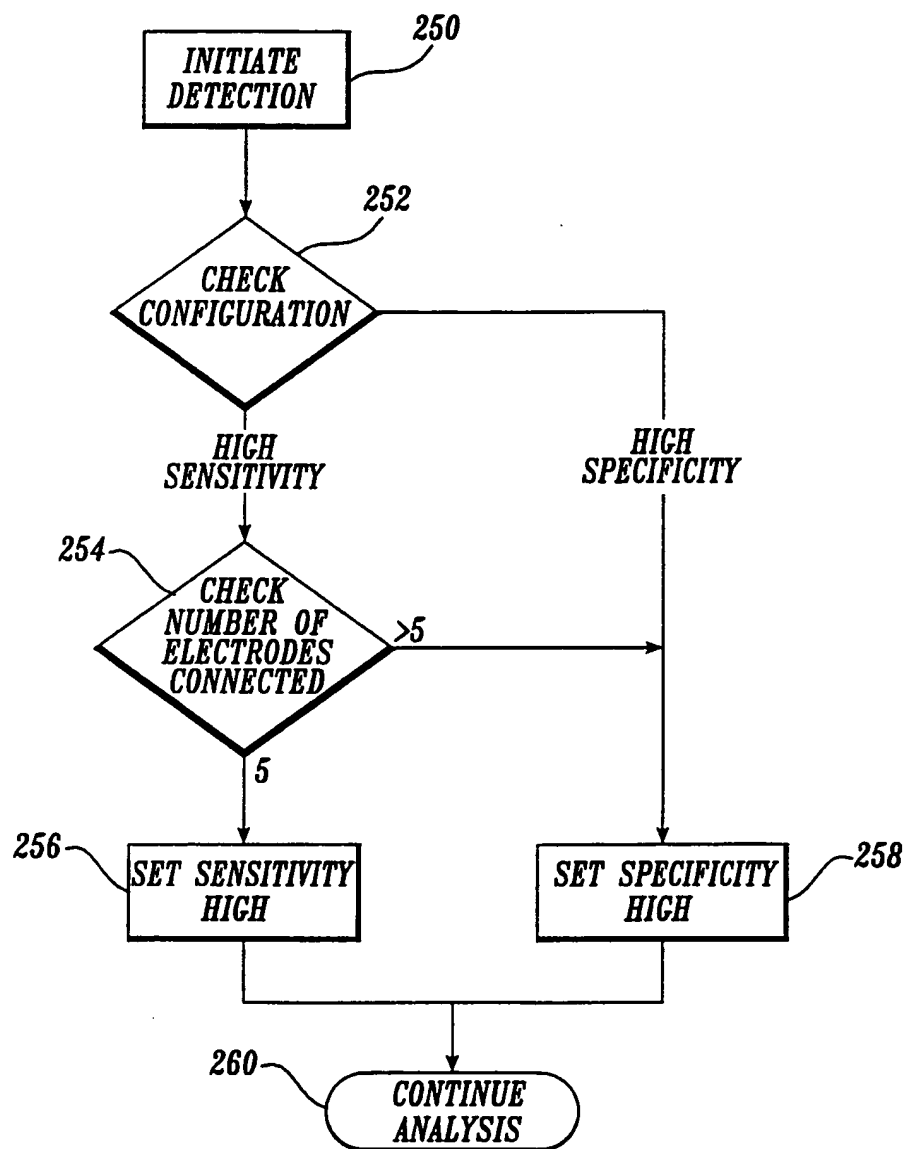 250
INITIATE
DETECTION
252
CHECK
CONFIGURATION
HIGH
SENSITIVITY
HIGH
SPECIFICITY
254
CHECK
NUMBER OF
ELECTRODES
CONNECTED
>5
5
256
SET SENSITIVITY
HIGH
SET SPECIFICITY
HIGH
258
260
CONTINUE
ANALYSIS